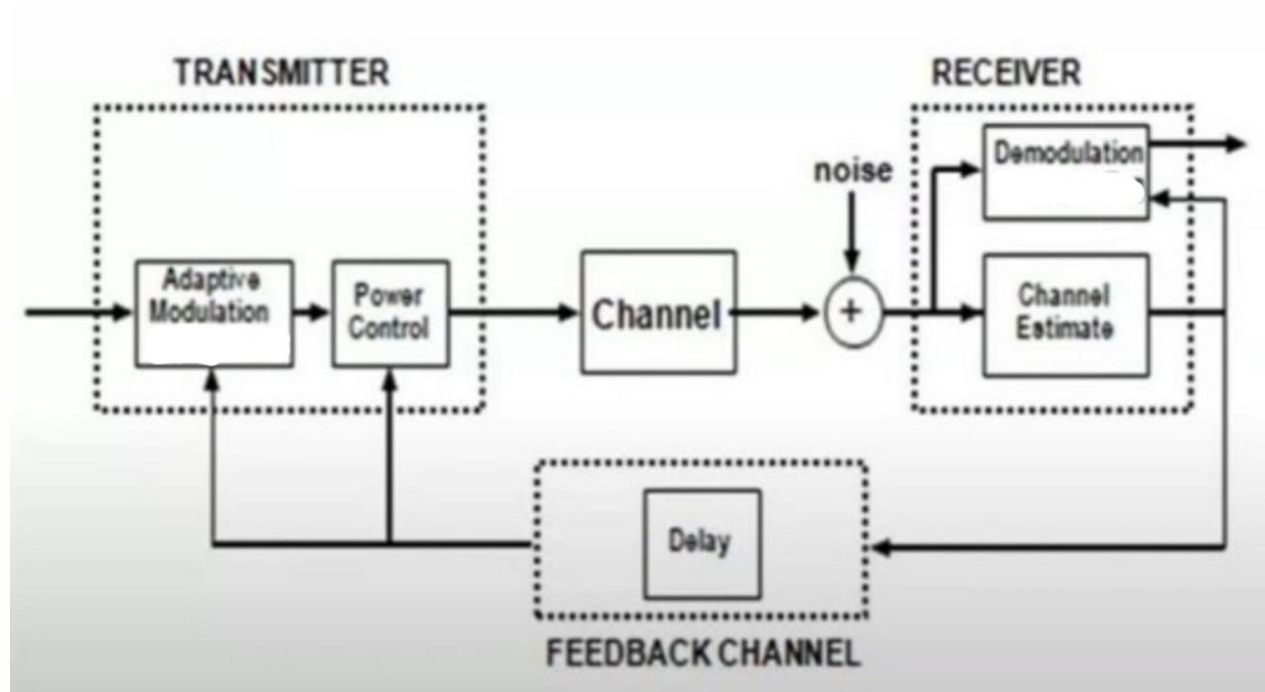 TRANSMITTER
RECEIVER
Demodulation
noise
Adaptive
Modulation
Power
Control
Channel
+
Channel
Estimate
Delay
FEEDBACK CHANNEL